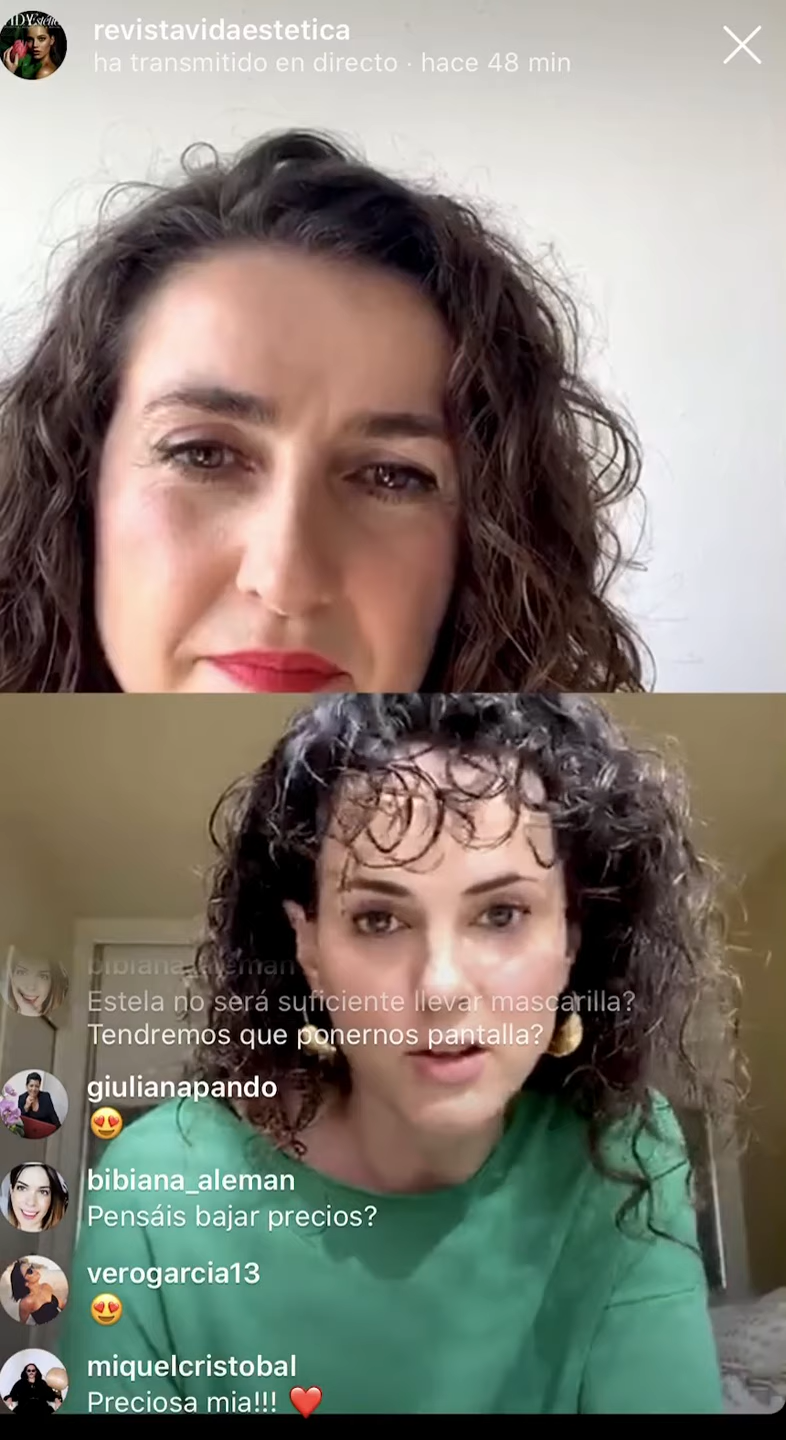 revistavidaestetica
ha transmitido en directo · hace 48 min
bibiana_aleman
Estela no será suficiente llevar mascarilla?
Tendremos que ponernos pantalla?
giulianapando
😍
bibiana_aleman
Pensáis bajar precios?
verogarcia13
😍
miquelcristobal
Preciosa mia!!! ❤️